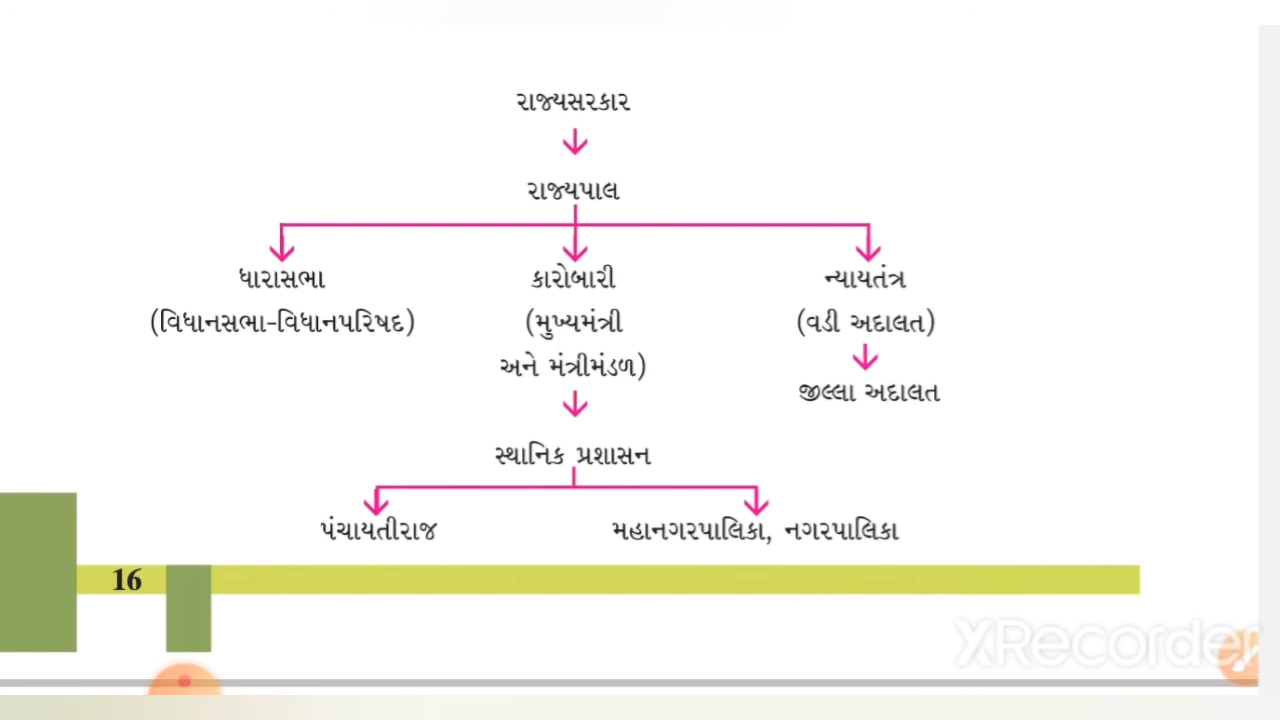 રાજ્યસરકાર
રાજ્યપાલ
ધારાસભા કારોબારી ન્યાયતંત્ર
(વિધાનસભા-વિધાનપરિષદ) (મુખ્યમંત્રી (વડી અદાલત)
અને મંત્રીમંડળ)
જીલ્લા અદાલત
સ્થાનિક પ્રશાસન
પંચાયતીરાજ મહાનગરપાલિકા, નગરપાલિકા
16
XRecorder